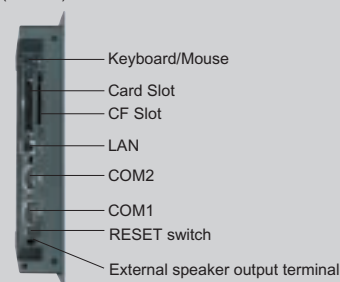 Keyboard/Mouse
Card Slot
CF Slot
LAN
COM2
COM1
RESET switch
External speaker output terminal